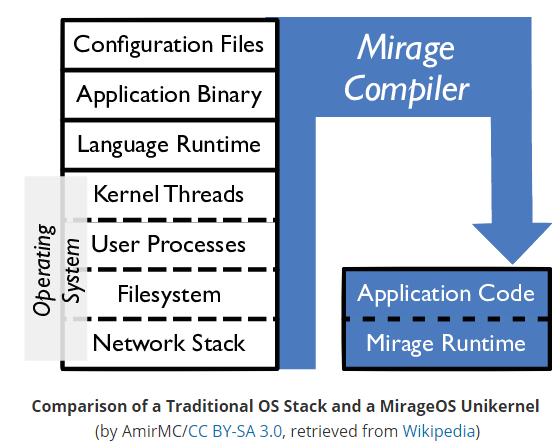 Configuration Files
Application Binary
Language Runtime
Kernel Threads
User Processes
Filesystem
Network Stack
Operating
System
Mirage
Compiler
Application Code
Mirage Runtime
Comparison of a Traditional OS Stack and a MirageOS Unikernel
(by AmirMC/CC BY-SA 3.0, retrieved from Wikipedia)